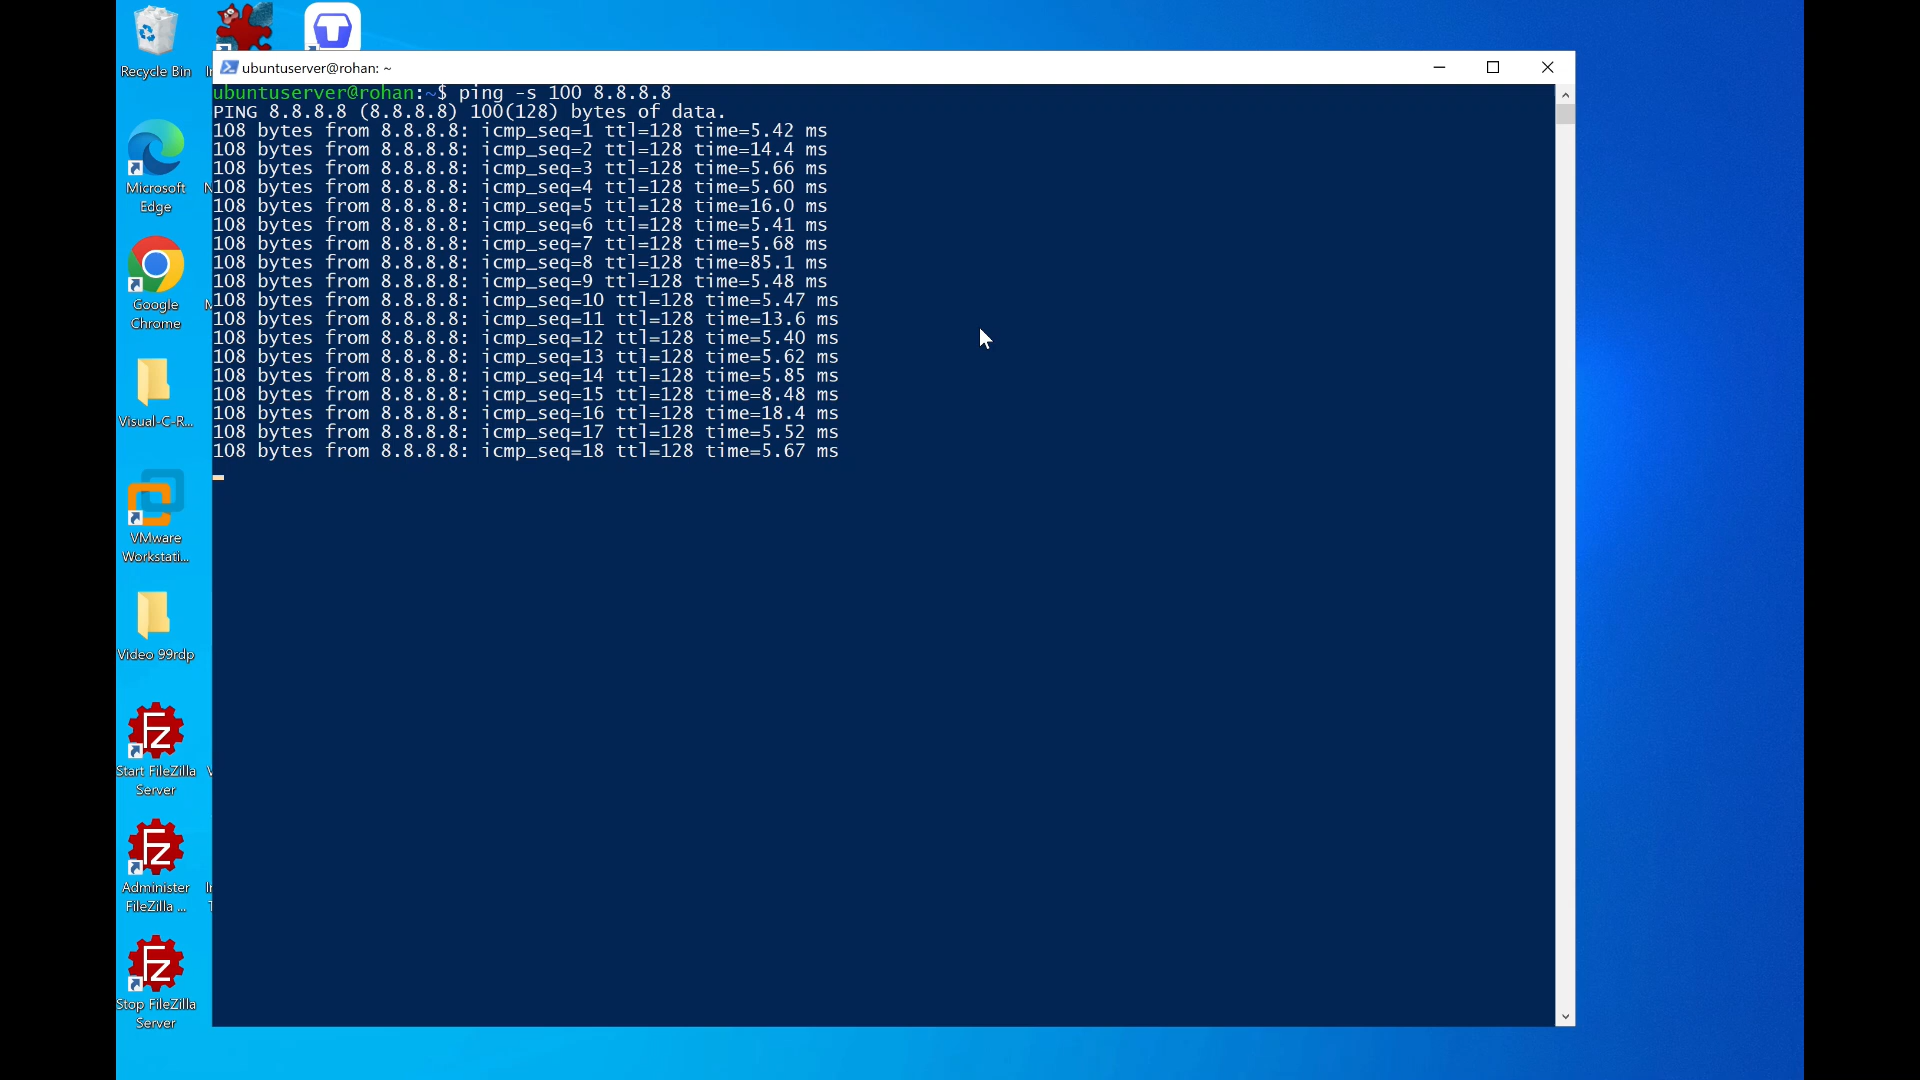 Recycle Bin
ubuntuserver@rohan: ~
ubuntuserver@rohan:~$ ping -s 100 8.8.8.8
PING 8.8.8.8 (8.8.8.8) 100(128) bytes of data.
108 bytes from 8.8.8.8: icmp_seq=1 ttl=128 time=5.42 ms
108 bytes from 8.8.8.8: icmp_seq=2 ttl=128 time=14.4 ms
108 bytes from 8.8.8.8: icmp_seq=3 ttl=128 time=5.66 ms
108 bytes from 8.8.8.8: icmp_seq=4 ttl=128 time=5.60 ms
108 bytes from 8.8.8.8: icmp_seq=5 ttl=128 time=16.0 ms
108 bytes from 8.8.8.8: icmp_seq=6 ttl=128 time=5.41 ms
108 bytes from 8.8.8.8: icmp_seq=7 ttl=128 time=5.68 ms
108 bytes from 8.8.8.8: icmp_seq=8 ttl=128 time=85.1 ms
108 bytes from 8.8.8.8: icmp_seq=9 ttl=128 time=5.48 ms
108 bytes from 8.8.8.8: icmp_seq=10 ttl=128 time=5.47 ms
108 bytes from 8.8.8.8: icmp_seq=11 ttl=128 time=13.6 ms
108 bytes from 8.8.8.8: icmp_seq=12 ttl=128 time=5.40 ms
108 bytes from 8.8.8.8: icmp_seq=13 ttl=128 time=5.62 ms
108 bytes from 8.8.8.8: icmp_seq=14 ttl=128 time=5.85 ms
108 bytes from 8.8.8.8: icmp_seq=15 ttl=128 time=8.48 ms
108 bytes from 8.8.8.8: icmp_seq=16 ttl=128 time=18.4 ms
108 bytes from 8.8.8.8: icmp_seq=17 ttl=128 time=5.52 ms
108 bytes from 8.8.8.8: icmp_seq=18 ttl=128 time=5.67 ms
Microsoft
Edge
Google
Chrome
Visual-C-R...
VMware
Workstati...
Video 99rdp
Start FileZilla
Server
Administer
FileZilla ...
Stop FileZilla
Server